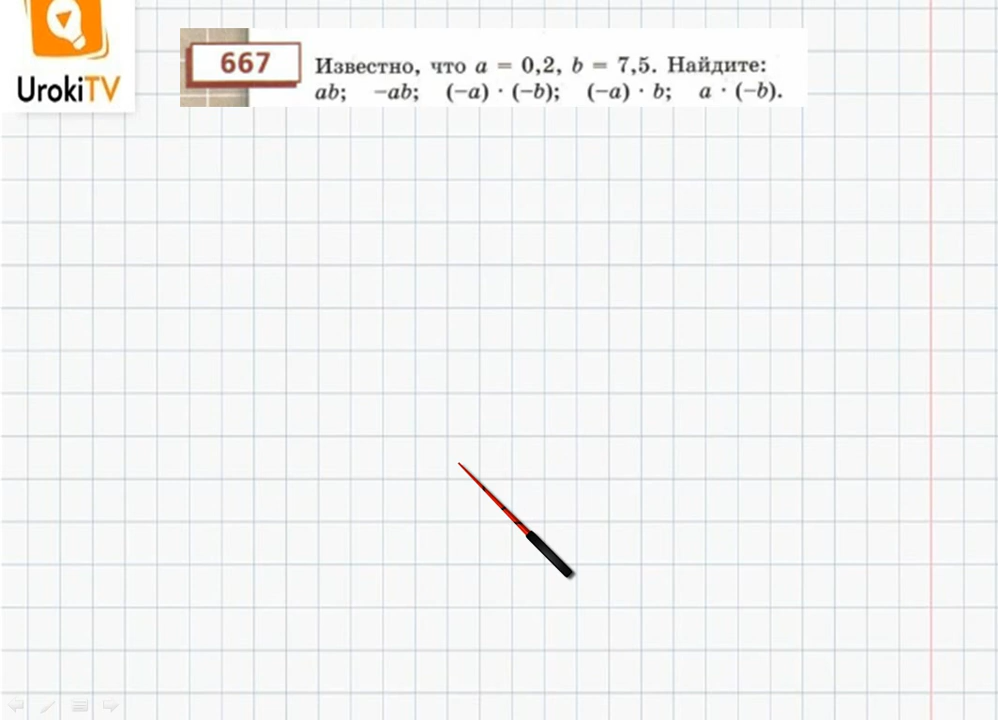 UrokiTV
667
Известно, что a = 0,2, b = 7,5. Найдите:
ab; −ab; (−a) · (−b); (−a) · b; a · (−b).